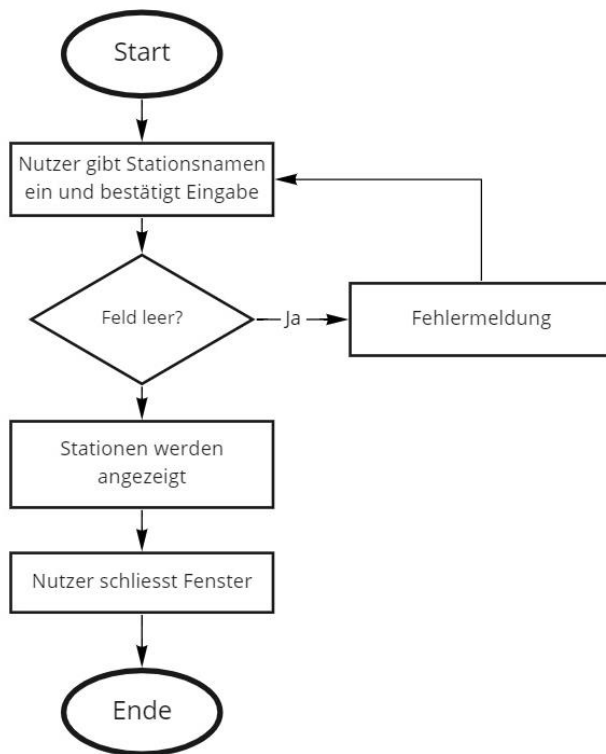 Start
Nutzer gibt Stationsnamen
ein und bestätigt Eingabe
Feld leer?
Ja
Fehlermeldung
Stationen werden
angezeigt
Nutzer schliesst Fenster
Ende